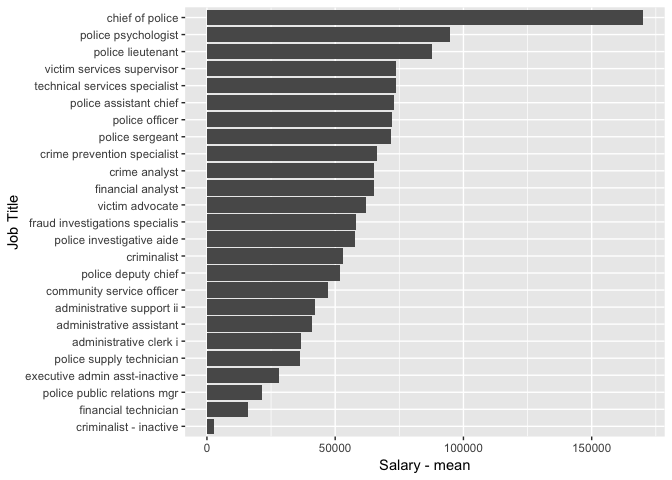 chief of police
police psychologist
police lieutenant
victim services supervisor
technical services specialist
police assistant chief
police officer
police sergeant
crime prevention specialist
crime analyst
financial analyst
victim advocate
fraud investigations specialis
police investigative aide
criminalist
police deputy chief
community service officer
administrative support ii
administrative assistant
administrative clerk i
police supply technician
executive admin asst-inactive
police public relations mgr
financial technician
criminalist - inactive
Job Title
0 50000 100000 150000
Salary - mean